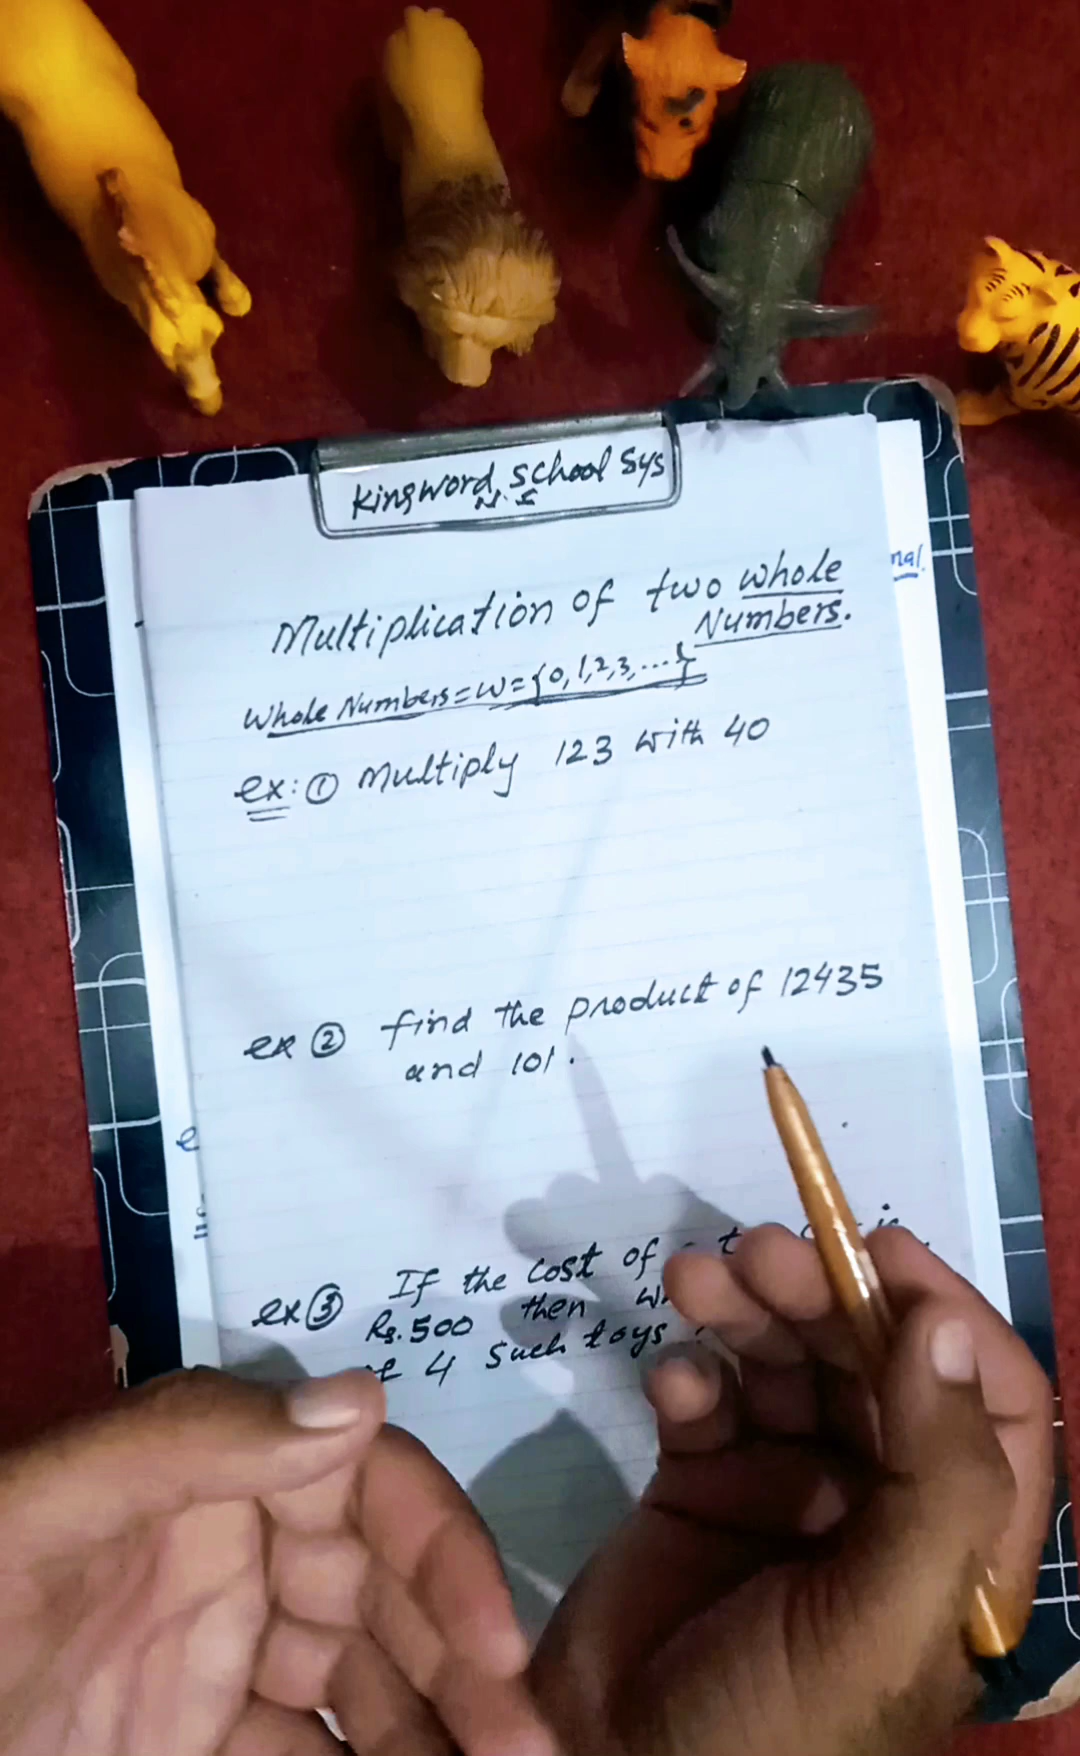 Kingword School Sys
N. S
Multiplication of two whole
Numbers.
Whole Numbers = W = {0, 1, 2, 3, ...}
ex: ① Multiply 123 with 40
ex ② find the product of 12435
and 101.
ex ③ If the cost of
Rs. 500 then
4 such toys